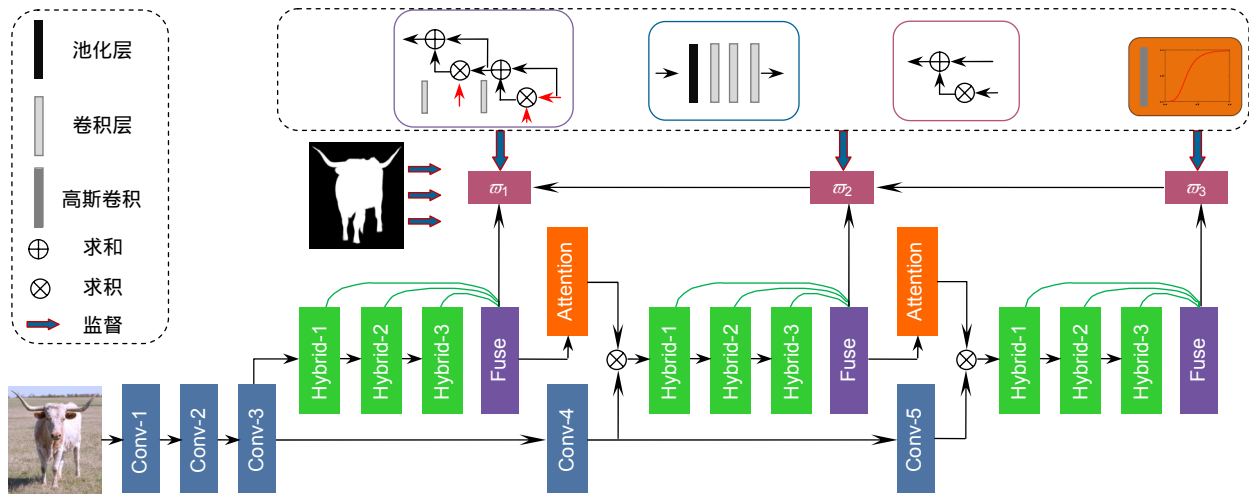 池化层
卷积层
高斯卷积
求和
求积
监督
ϖ1
ϖ2
ϖ3
Attention
Attention
Hybrid-1
Hybrid-2
Hybrid-3
Fuse
Hybrid-1
Hybrid-2
Hybrid-3
Fuse
Hybrid-1
Hybrid-2
Hybrid-3
Fuse
Conv-1
Conv-2
Conv-3
Conv-4
Conv-5